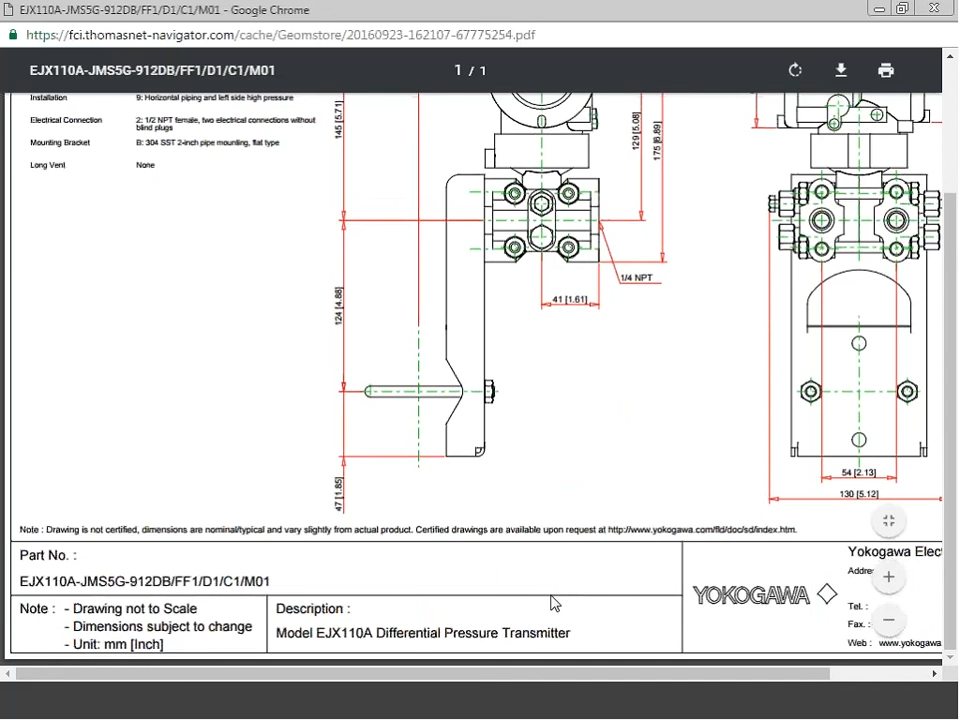 EJX110A-JMS5G-912DB/FF1/D1/C1/M01 - Google Chrome
https://fci.thomasnet-navigator.com/cache/Geomstore/20160923-162107-67775254.pdf
EJX110A-JMS5G-912DB/FF1/D1/C1/M01
1 / 1
Installation 9: Horizontal piping and left side high pressure
Electrical Connection 2: 1/2 NPT female, two electrical connections without
blind plugs
Mounting Bracket B: 304 SST 2-inch pipe mounting, flat type
Long Vent None
145 [5.71]
129 [5.08]
175 [6.89]
1/4 NPT
41 [1.61]
124 [4.88]
47 [1.85]
54 [2.13]
130 [5.12]
Note : Drawing is not certified, dimensions are nominal/typical and vary slightly from actual product. Certified drawings are available upon request at http://www.yokogawa.com/fld/doc/sd/index.htm.
Part No. :
EJX110A-JMS5G-912DB/FF1/D1/C1/M01
Note : - Drawing not to Scale
- Dimensions subject to change
- Unit: mm [Inch]
Description :
Model EJX110A Differential Pressure Transmitter
YOKOGAWA
Yokogawa Elect
Addre
Tel. :
Fax. :
Web : www.yokogawa